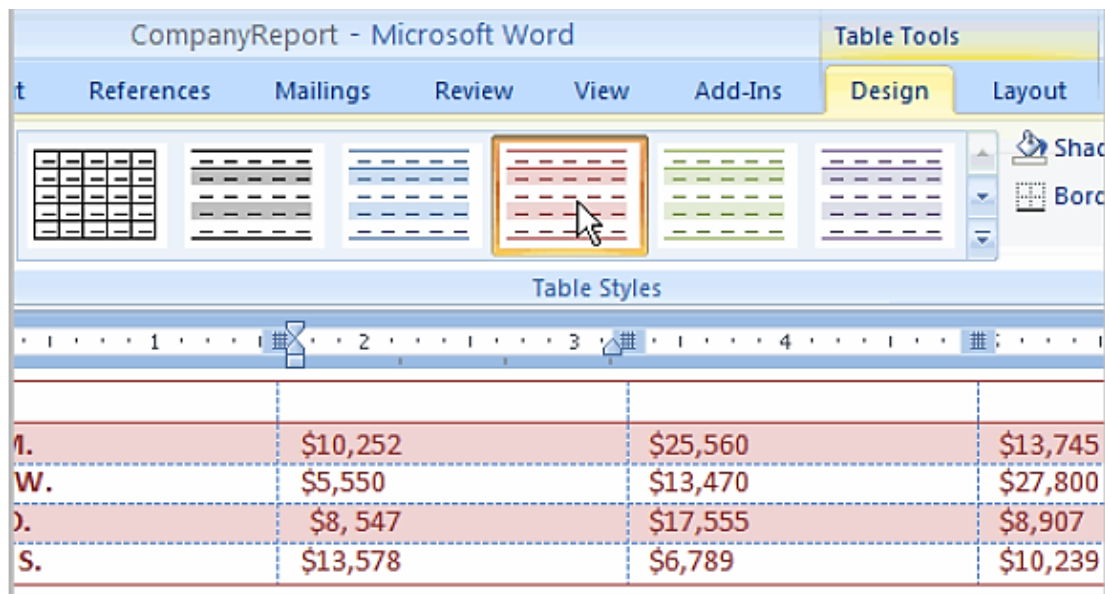 CompanyReport - Microsoft Word Table Tools
References Mailings Review View Add-Ins Design Layout
Table Styles
1 2 3 4
M.  $10,252 $25,560 $13,745
W. $5,550 $13,470 $27,800
$8, 547 $17,555 $8,907
S. $13,578 $6,789 $10,239